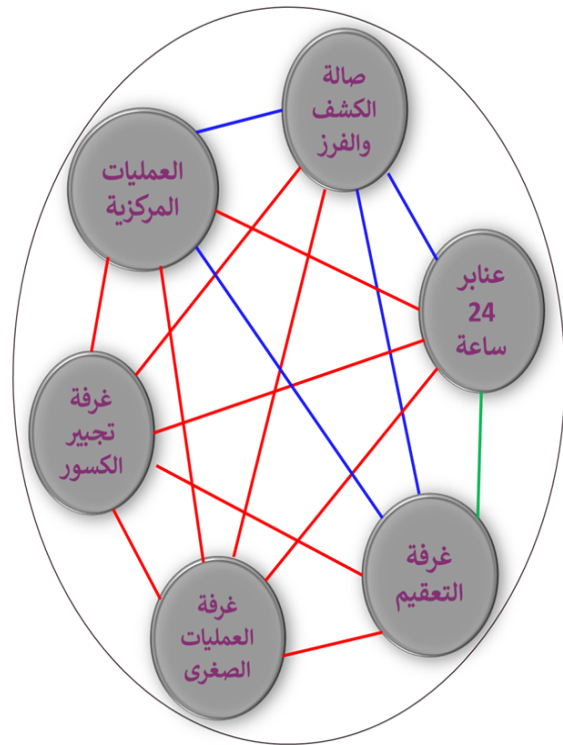 صالة
الكشف
والفرز
العمليات
المركزية
عنابر
24
ساعة
غرفة
تجبير
الكسور
غرفة
التعقيم
غرفة
العمليات
الصغرى